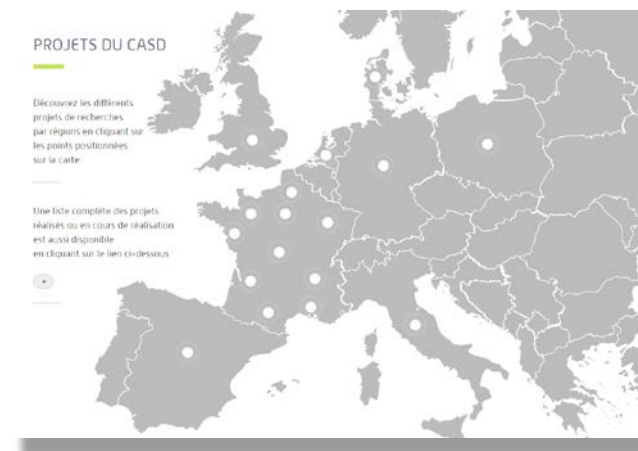 PROJETS DU CASD
Découvrez les différents
projets de recherches
par régions en cliquant sur
les points positionnées
sur la carte
Une liste complète des projets
réalisés ou en cours de réalisation
est aussi disponible
en cliquant sur le lien ci-dessous